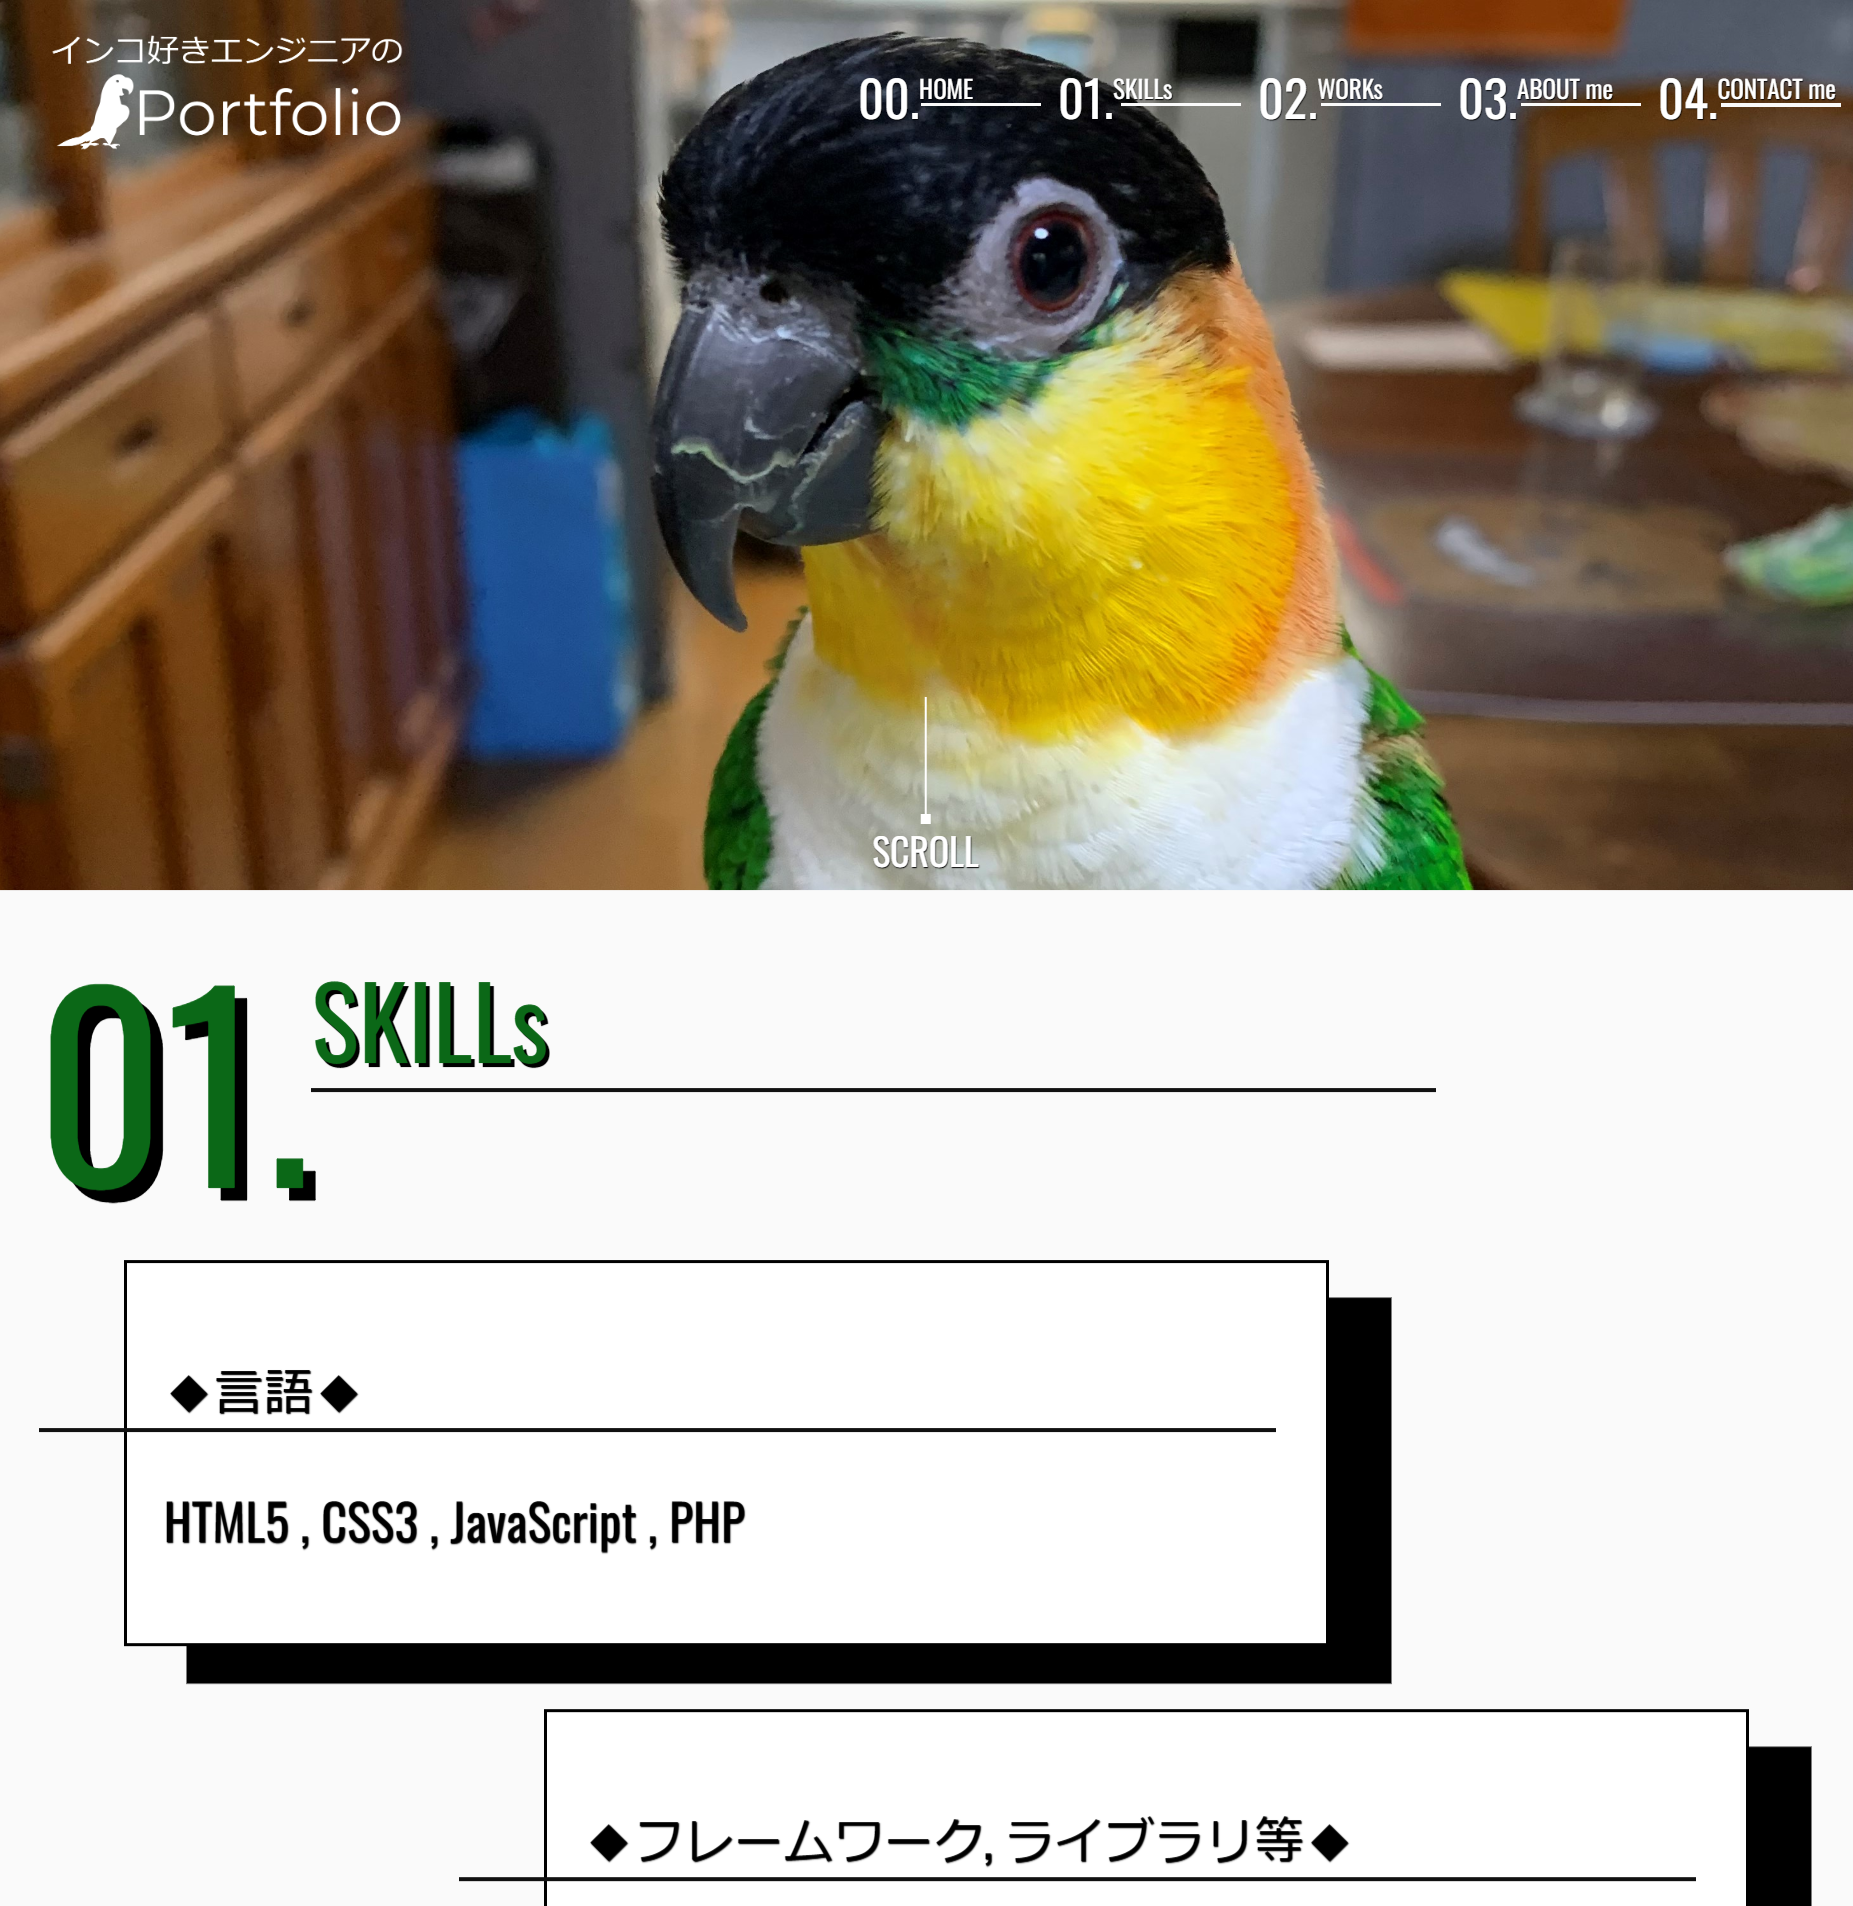 インコ好きエンジニアの
Portfolio
00. HOME
01. SKILLs
02. WORKs
03. ABOUT me
04. CONTACT me
SCROLL
01. SKILLs
◆言語◆
HTML5 , CSS3 , JavaScript , PHP
◆フレームワーク, ライブラリ等◆